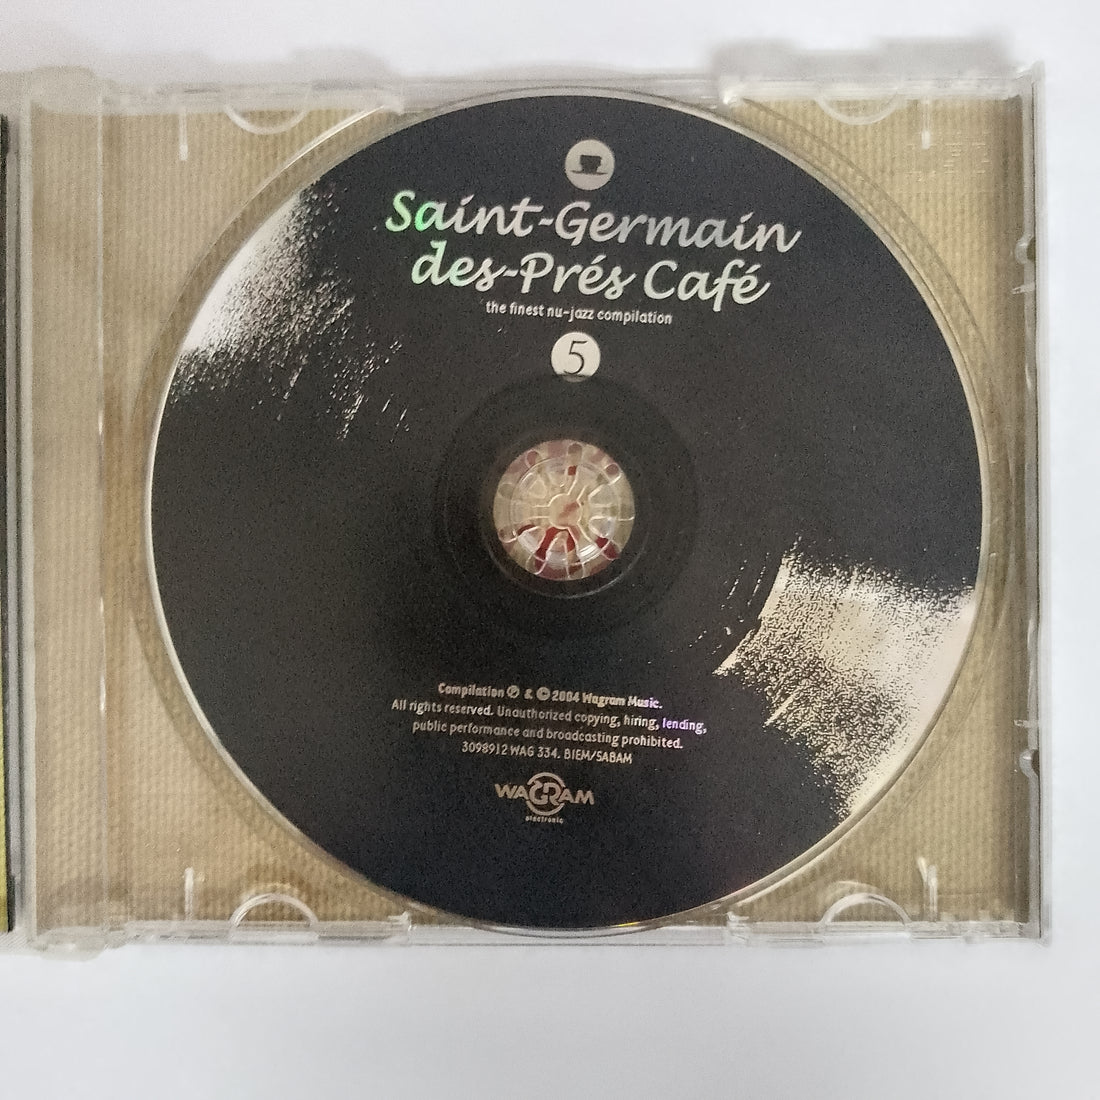 Saint-Germain
des-Prés Café
the finest nu-jazz compilation
5
Compilation ℗ & © 2004 Wagram Music.
All rights reserved. Unauthorized copying, hiring, lending,
public performance and broadcasting prohibited.
3098912 WAG 334. BIEM/SABAM
WAGRAM
electronic